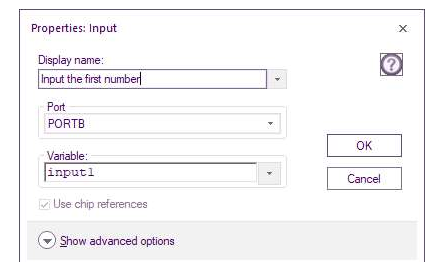 Properties: Input
Display name:
Input the first number
Port
PORTB
OK
Variable:
input1
Cancel
Use chip references
Show advanced options